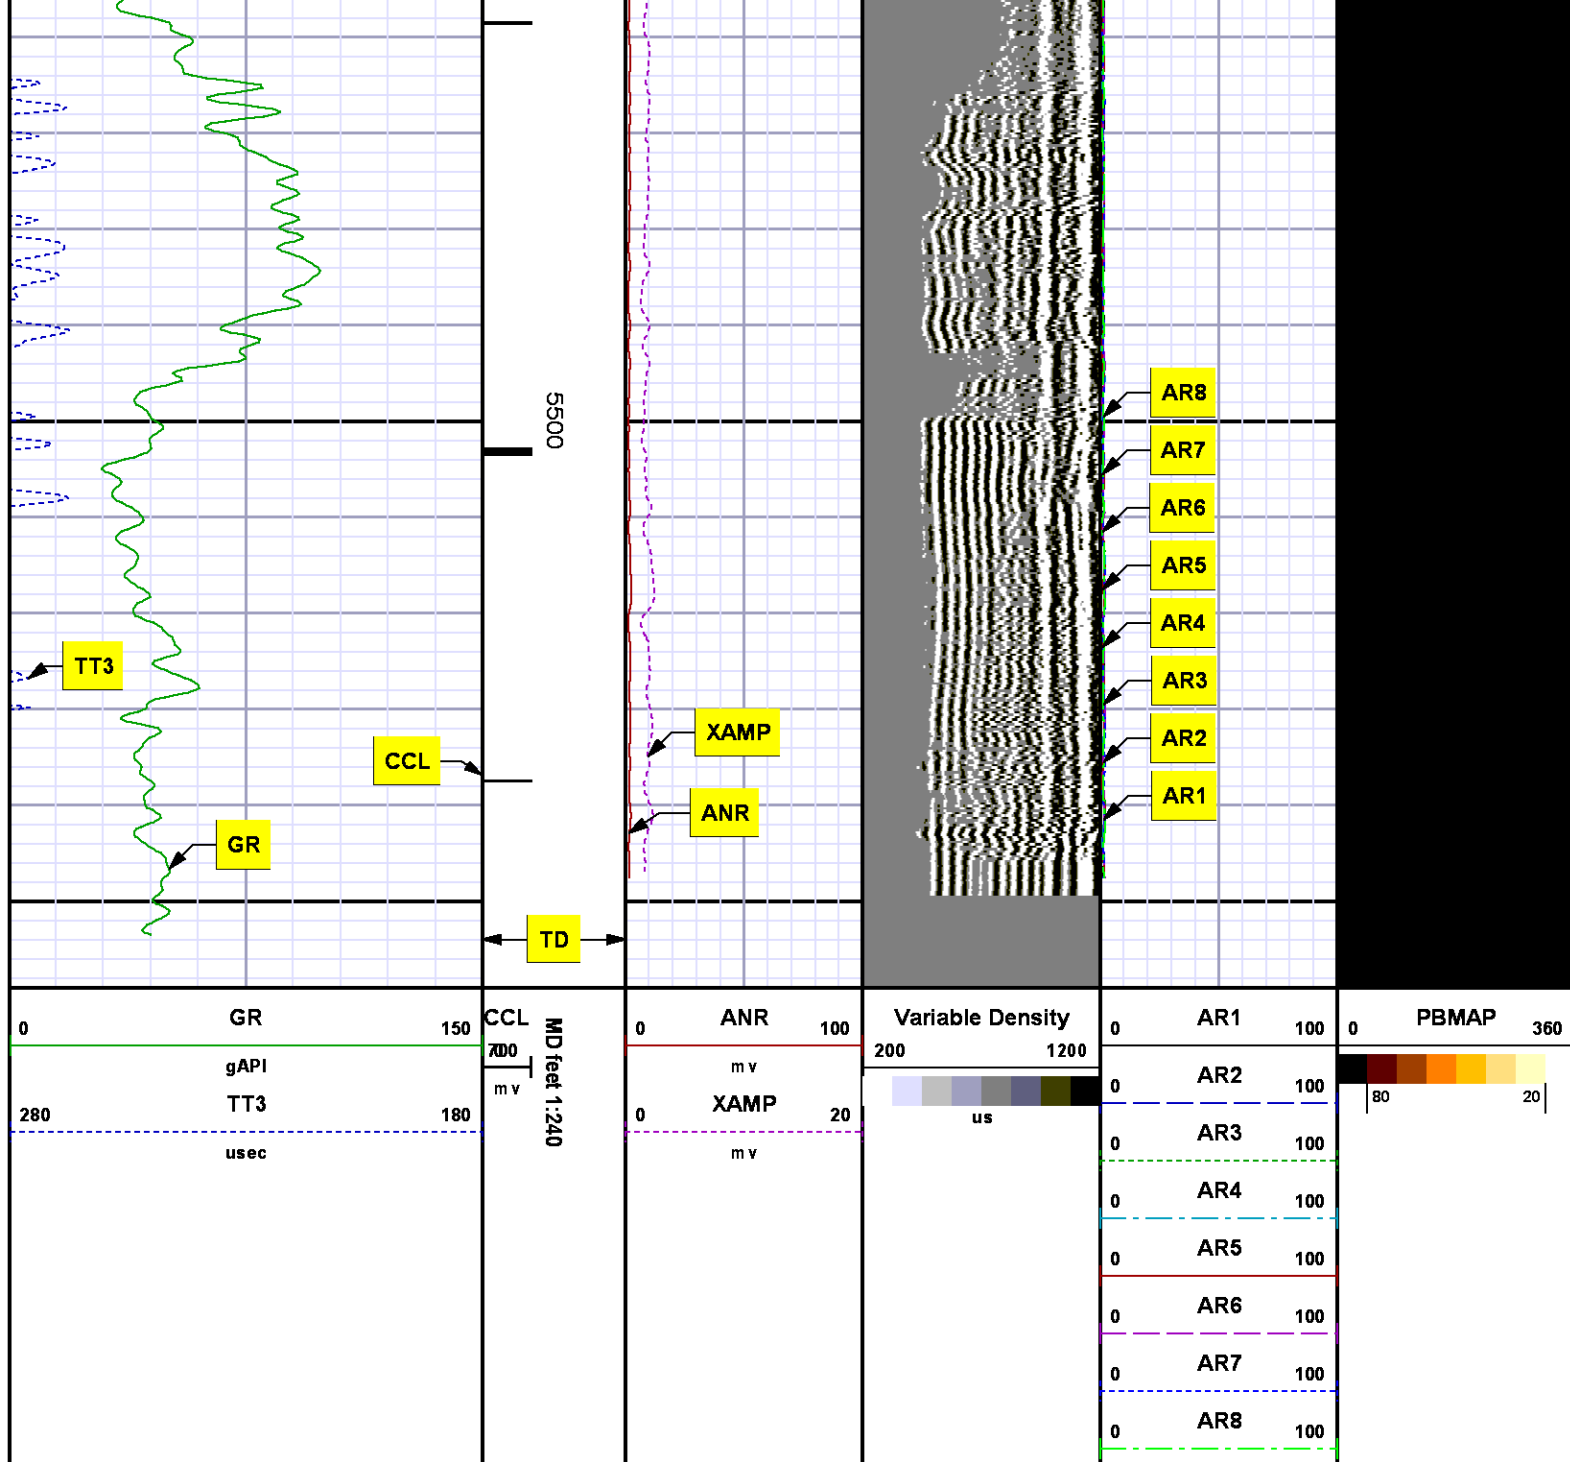 5500
AR8
AR7
AR6
AR5
AR4
TT3
AR3
XAMP
AR2
CCL
AR1
ANR
GR
TD
0 GR 150
gAPI
280 TT3 180
usec
CCL
mv
MD feet 1:240
0 ANR 100
mv
0 XAMP 20
mv
Variable Density
200 1200
us
0 AR1 100
0 AR2 100
0 AR3 100
0 AR4 100
0 AR5 100
0 AR6 100
0 AR7 100
0 AR8 100
0 PBMAP 360
80 20